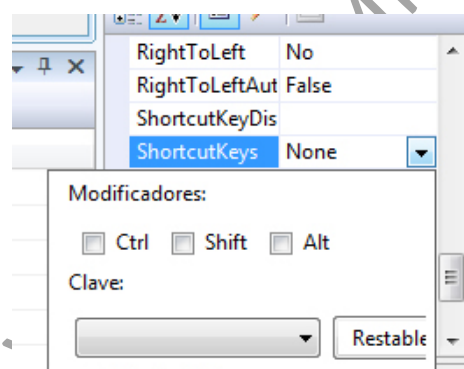 RightToLeft No
RightToLeftAut False
ShortcutKeyDis
ShortcutKeys None
Modificadores:
Ctrl Shift Alt
Clave:
Restable